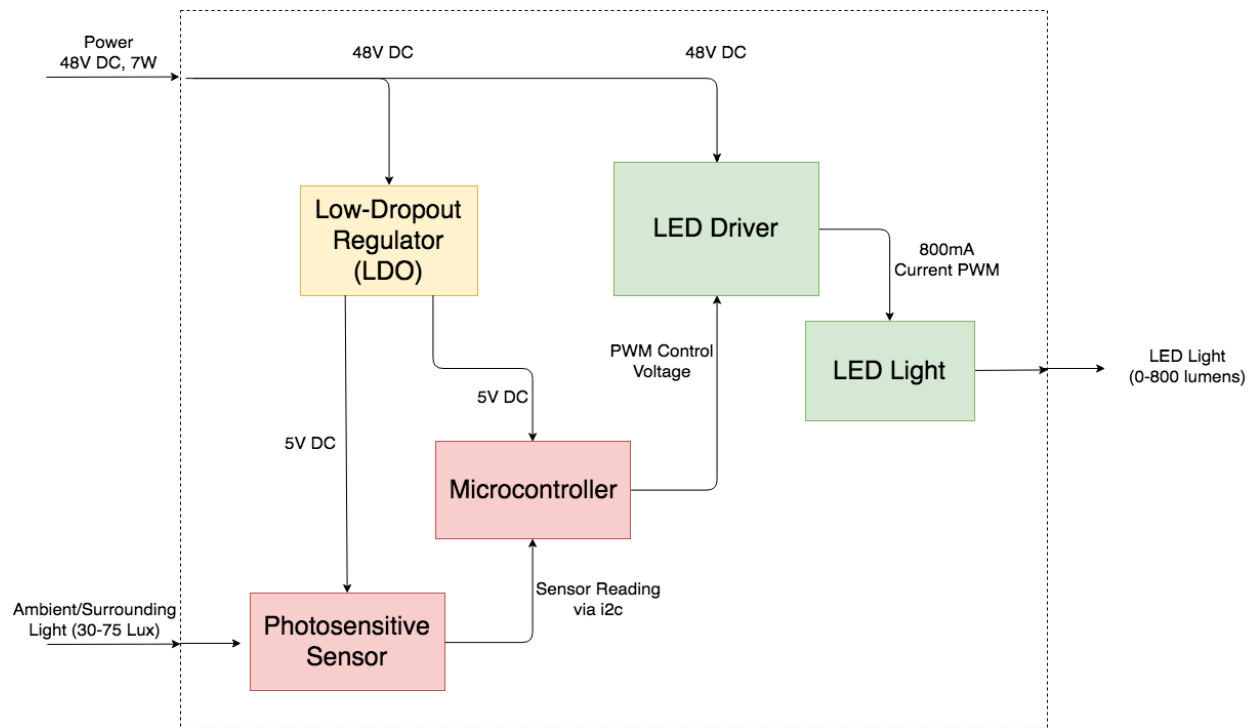 Power
48V DC, 7W
48V DC
48V DC
Low-Dropout
Regulator
(LDO)
LED Driver
800mA
Current PWM
PWM Control
Voltage
LED Light
LED Light
(0-800 lumens)
5V DC
5V DC
Microcontroller
Sensor Reading
via i2c
Ambient/Surrounding
Light (30-75 Lux)
Photosensitive
Sensor